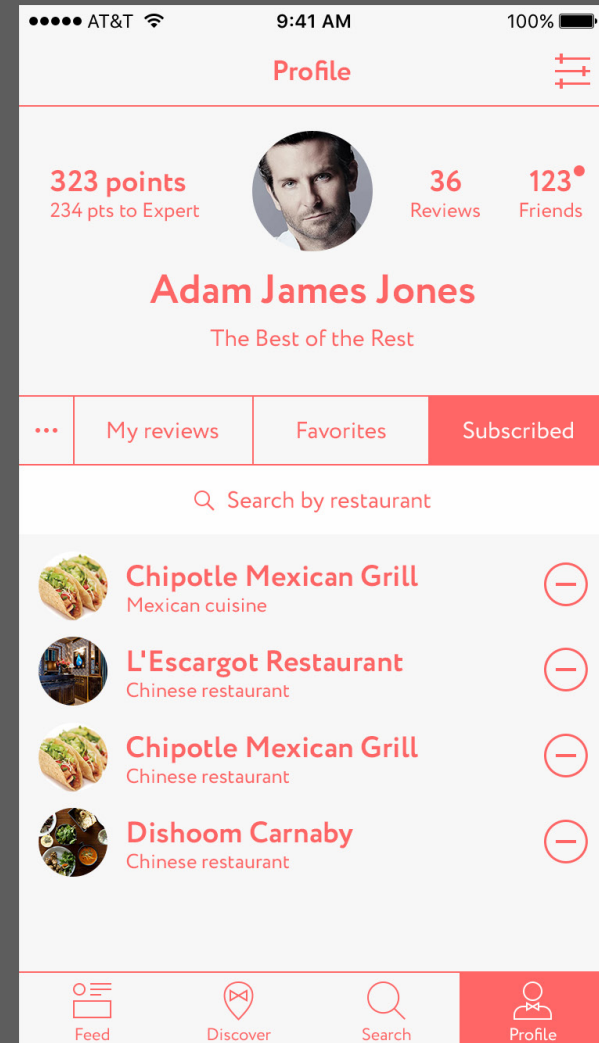 AT&T 9:41 AM 100%
Profile
323 points
234 pts to Expert
36
Reviews
123
Friends
Adam James Jones
The Best of the Rest
... My reviews Favorites Subscribed
Search by restaurant
Chipotle Mexican Grill
Mexican cuisine
L'Escargot Restaurant
Chinese restaurant
Chipotle Mexican Grill
Chinese restaurant
Dishoom Carnaby
Chinese restaurant
Feed Discover Search Profile